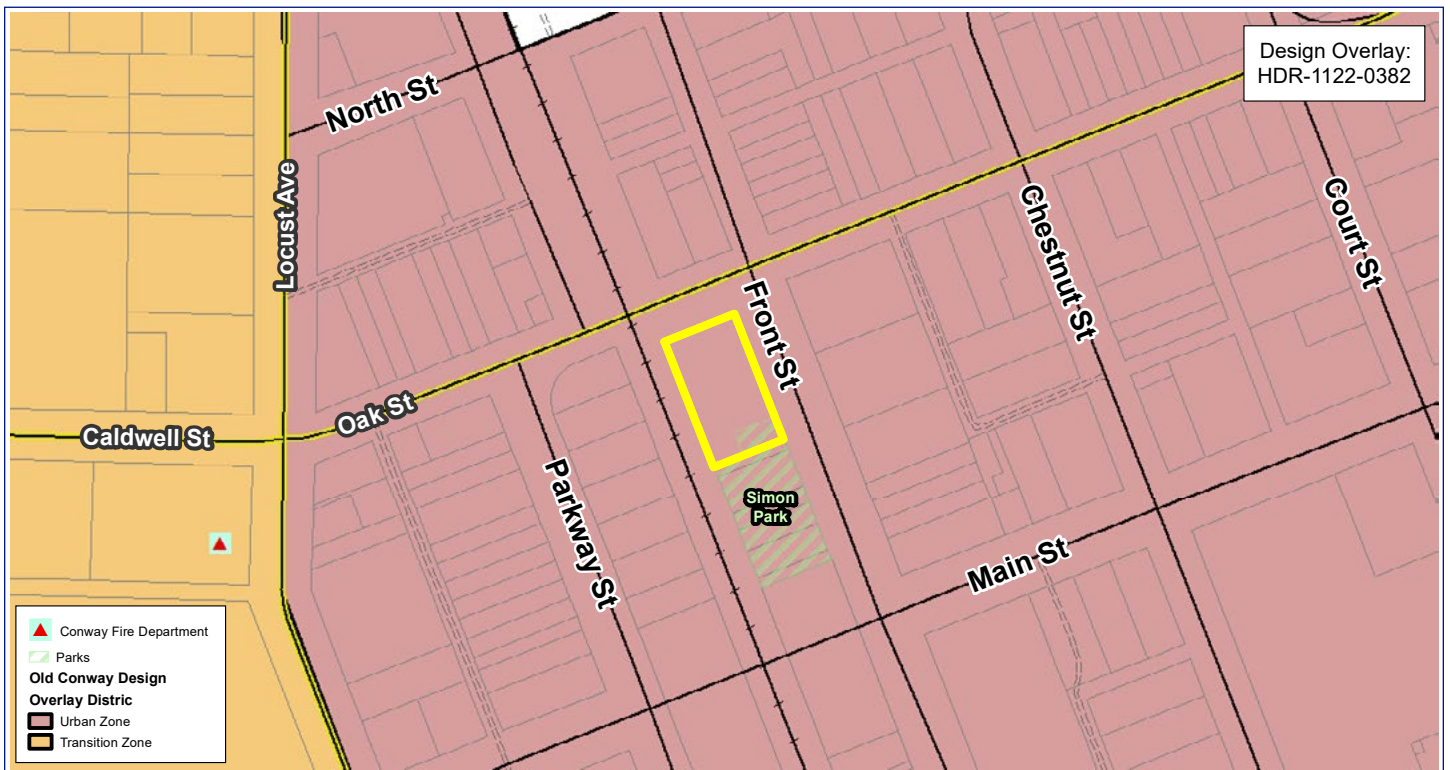 Design Overlay:
HDR-1122-0382
North St
Locust Ave
Court St
Chestnut St
Front St
Oak St
Caldwell St
Parkway St
Simon
Park
Main St
Conway Fire Department
Parks
Old Conway Design
Overlay Distric
Urban Zone
Transition Zone